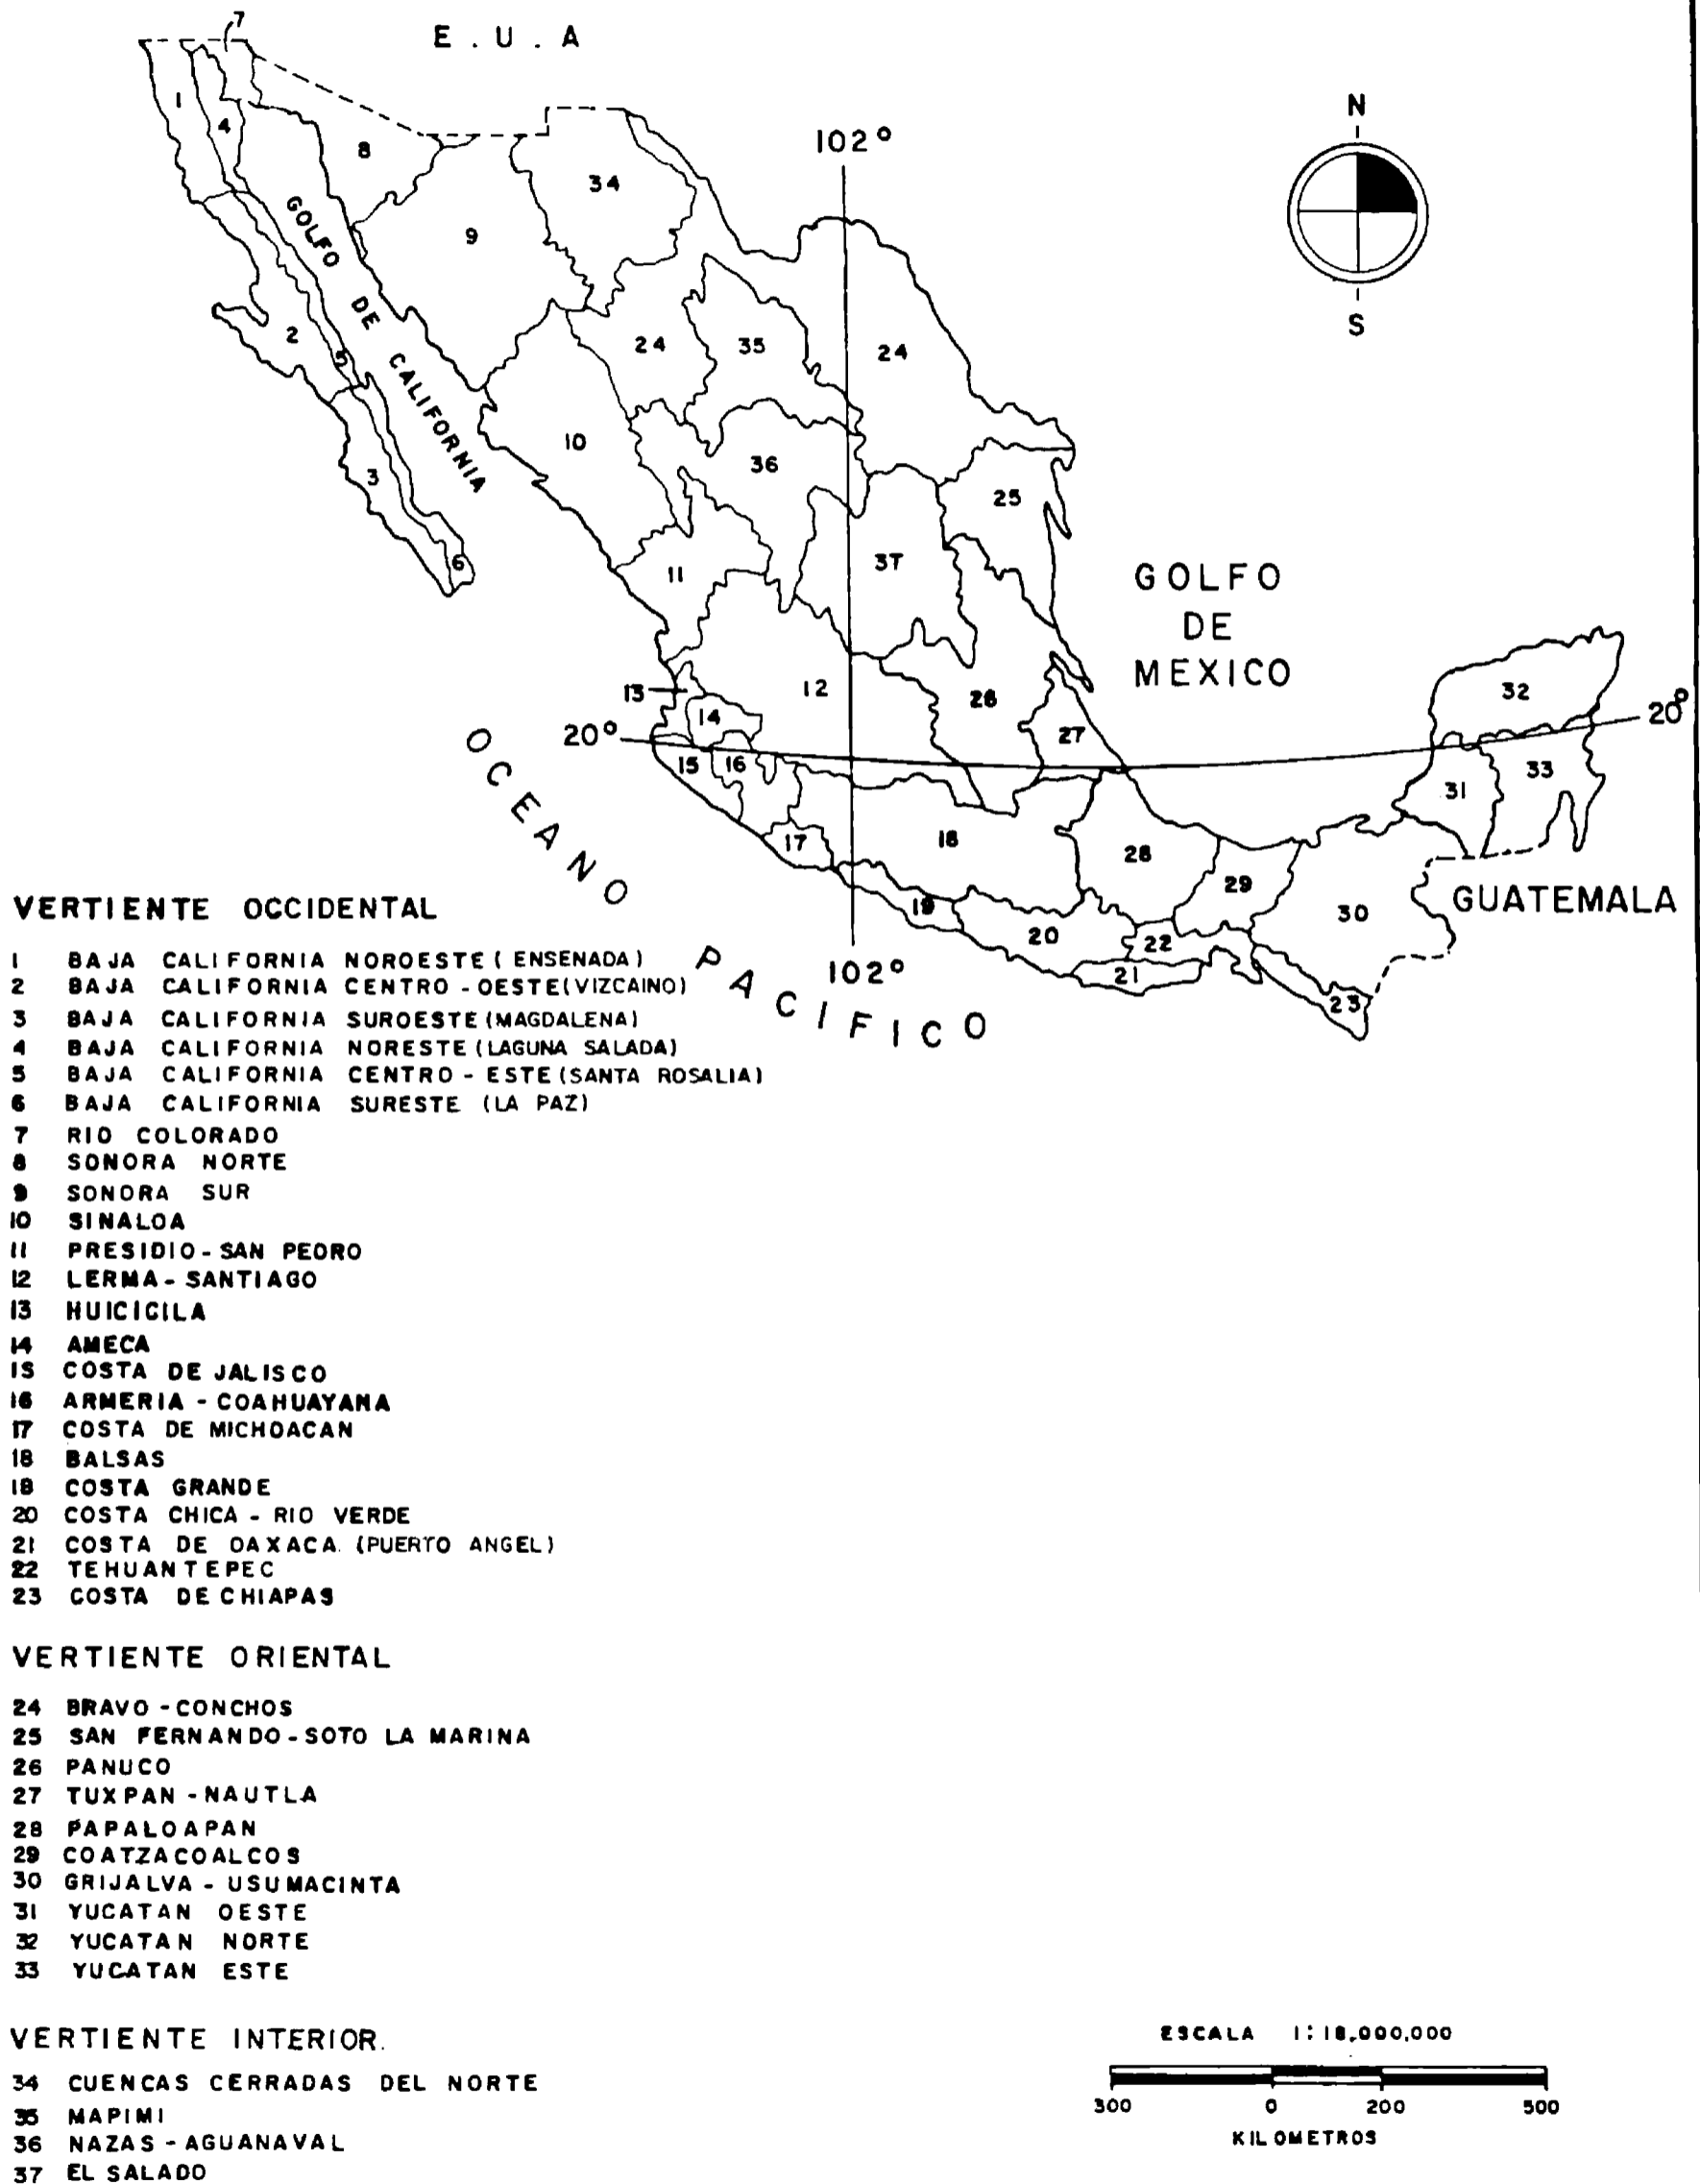 E.U.A
7
1
4
8
34
9
102°
N
S
GOLFO DE CALIFORNIA
2
5
24
35
24
10
36
3
25
6
11
37
GOLFO
DE
MEXICO
13
12
26
32
14
20°
20°
27
15
16
33
31
OCEANO PACIFICO
17
18
28
29
30
GUATEMALA
19
20
22
21
23
102°
VERTIENTE OCCIDENTAL
1 BAJA CALIFORNIA NOROESTE (ENSENADA)
2 BAJA CALIFORNIA CENTRO-OESTE (VIZCAINO)
3 BAJA CALIFORNIA SUROESTE (MAGDALENA)
4 BAJA CALIFORNIA NORESTE (LAGUNA SALADA)
5 BAJA CALIFORNIA CENTRO-ESTE (SANTA ROSALIA)
6 BAJA CALIFORNIA SURESTE (LA PAZ)
7 RIO COLORADO
8 SONORA NORTE
9 SONORA SUR
10 SINALOA
11 PRESIDIO-SAN PEDRO
12 LERMA-SANTIAGO
13 HUICICILA
14 AMECA
15 COSTA DE JALISCO
16 ARMERIA-COAHUAYANA
17 COSTA DE MICHOACAN
18 BALSAS
18 COSTA GRANDE
20 COSTA CHICA-RIO VERDE
21 COSTA DE OAXACA. (PUERTO ANGEL)
22 TEHUANTEPEC
23 COSTA DE CHIAPAS
VERTIENTE ORIENTAL
24 BRAVO-CONCHOS
25 SAN FERNANDO-SOTO LA MARINA
26 PANUCO
27 TUXPAN-NAUTLA
28 PAPALOAPAN
29 COATZACOALCOS
30 GRIJALVA-USUMACINTA
31 YUCATAN OESTE
32 YUCATAN NORTE
33 YUCATAN ESTE
VERTIENTE INTERIOR.
34 CUENCAS CERRADAS DEL NORTE
35 MAPIMI
36 NAZAS-AGUANAVAL
37 EL SALADO
ESCALA 1:18,000,000
300 0 200 500
KILOMETROS